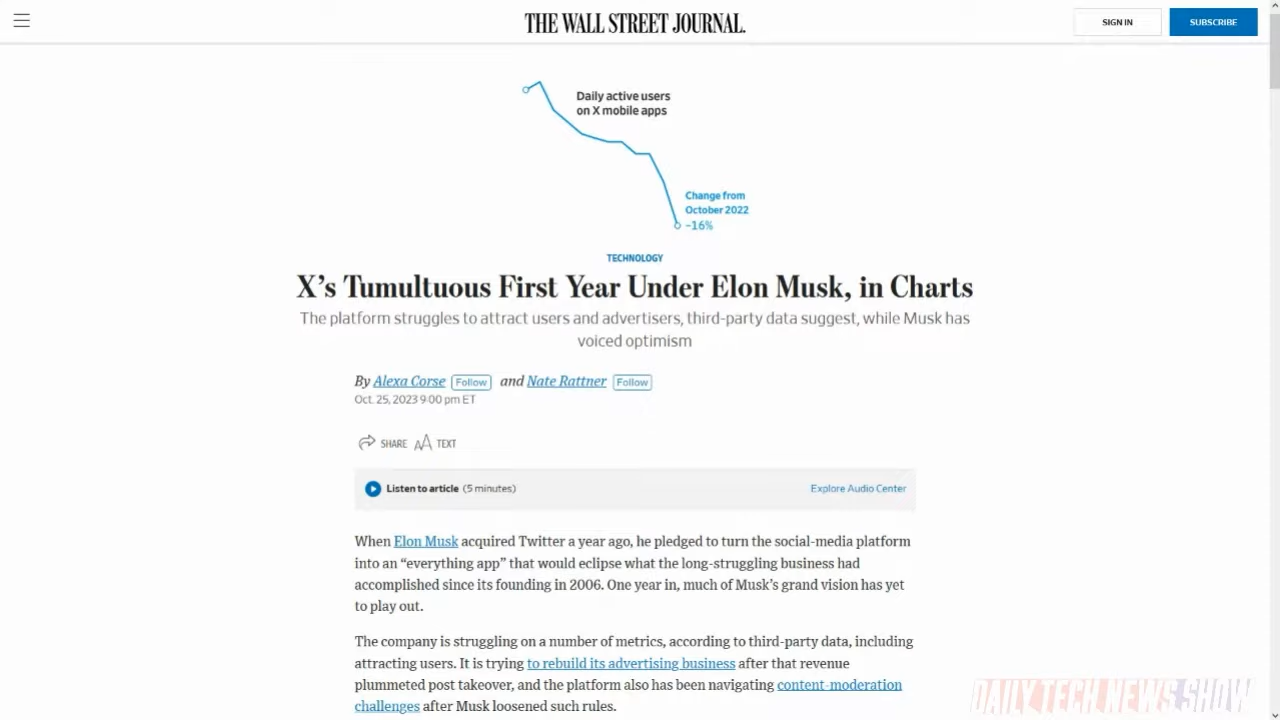 THE WALL STREET JOURNAL.
SIGN IN
SUBSCRIBE
Daily active users
on X mobile apps
Change from
October 2022
-16%
TECHNOLOGY
X's Tumultuous First Year Under Elon Musk, in Charts
The platform struggles to attract users and advertisers, third-party data suggest, while Musk has
voiced optimism
By Alexa Corse Follow and Nate Rattner Follow
Oct. 25, 2023 9:00 pm ET
SHARE AA TEXT
Listen to article (5 minutes)
Explore Audio Center
When Elon Musk acquired Twitter a year ago, he pledged to turn the social-media platform
into an “everything app” that would eclipse what the long-struggling business had
accomplished since its founding in 2006. One year in, much of Musk's grand vision has yet
to play out.
The company is struggling on a number of metrics, according to third-party data, including
attracting users. It is trying to rebuild its advertising business after that revenue
plummeted post takeover, and the platform also has been navigating content-moderation
challenges after Musk loosened such rules.
DAILY TECH NEWS SHOW